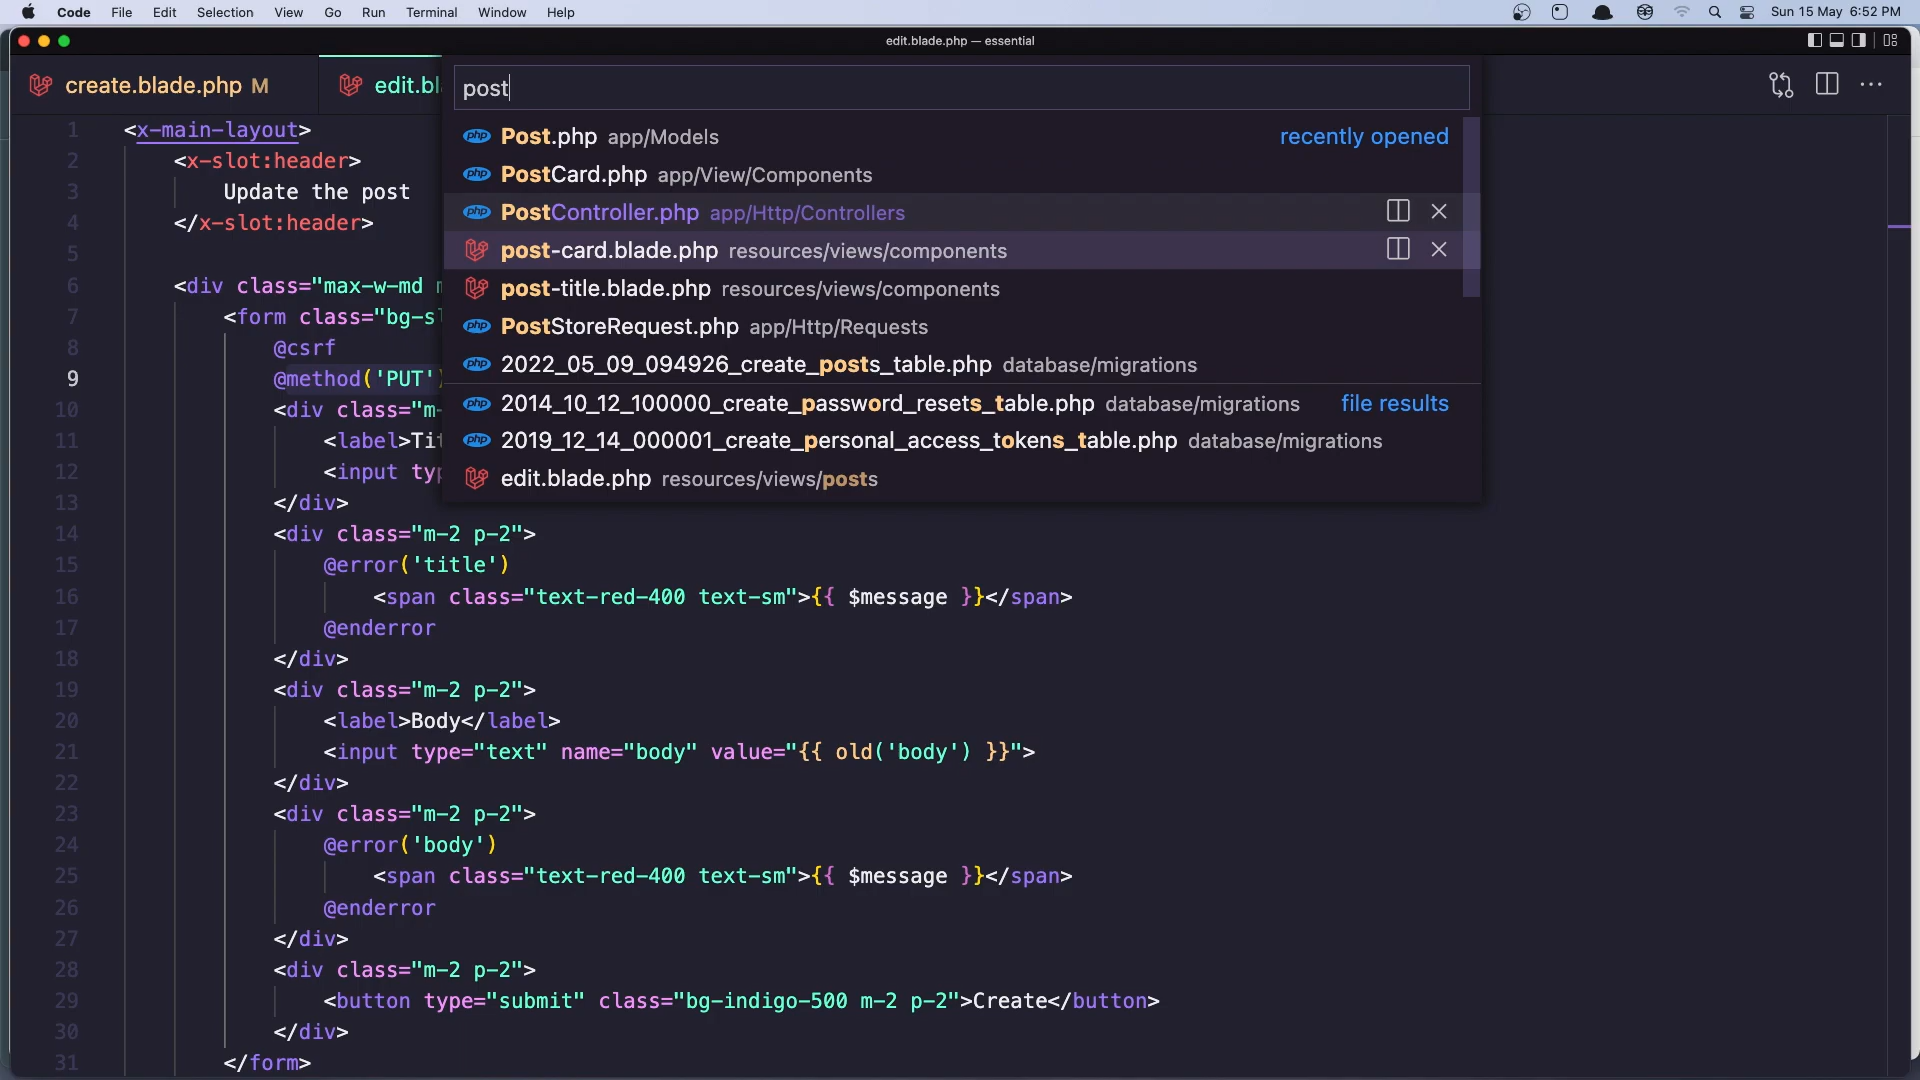 Code File Edit Selection View Go Run Terminal Window Help Sun 15 May 6:52 PM
edit.blade.php — essential
create.blade.php M
edit.bl
post
Post.php app/Models recently opened
PostCard.php app/View/Components
PostController.php app/Http/Controllers
post-card.blade.php resources/views/components
post-title.blade.php resources/views/components
PostStoreRequest.php app/Http/Requests
2022_05_09_094926_create_posts_table.php database/migrations
2014_10_12_100000_create_password_resets_table.php database/migrations file results
2019_12_14_000001_create_personal_access_tokens_table.php database/migrations
edit.blade.php resources/views/posts
1 <x-main-layout>
2 <x-slot:header>
3 Update the post
4 </x-slot:header>
5
6 <div class="max-w-md
7 <form class="bg-sl
8 @csrf
9 @method('PUT')
10 <div class="m-
11 <label>Tit
12 <input typ
13 </div>
14 <div class="m-2 p-2">
15 @error('title')
16 <span class="text-red-400 text-sm">{{ $message }}</span>
17 @enderror
18 </div>
19 <div class="m-2 p-2">
20 <label>Body</label>
21 <input type="text" name="body" value="{{ old('body') }}">
22 </div>
23 <div class="m-2 p-2">
24 @error('body')
25 <span class="text-red-400 text-sm">{{ $message }}</span>
26 @enderror
27 </div>
28 <div class="m-2 p-2">
29 <button type="submit" class="bg-indigo-500 m-2 p-2">Create</button>
30 </div>
31 </form>